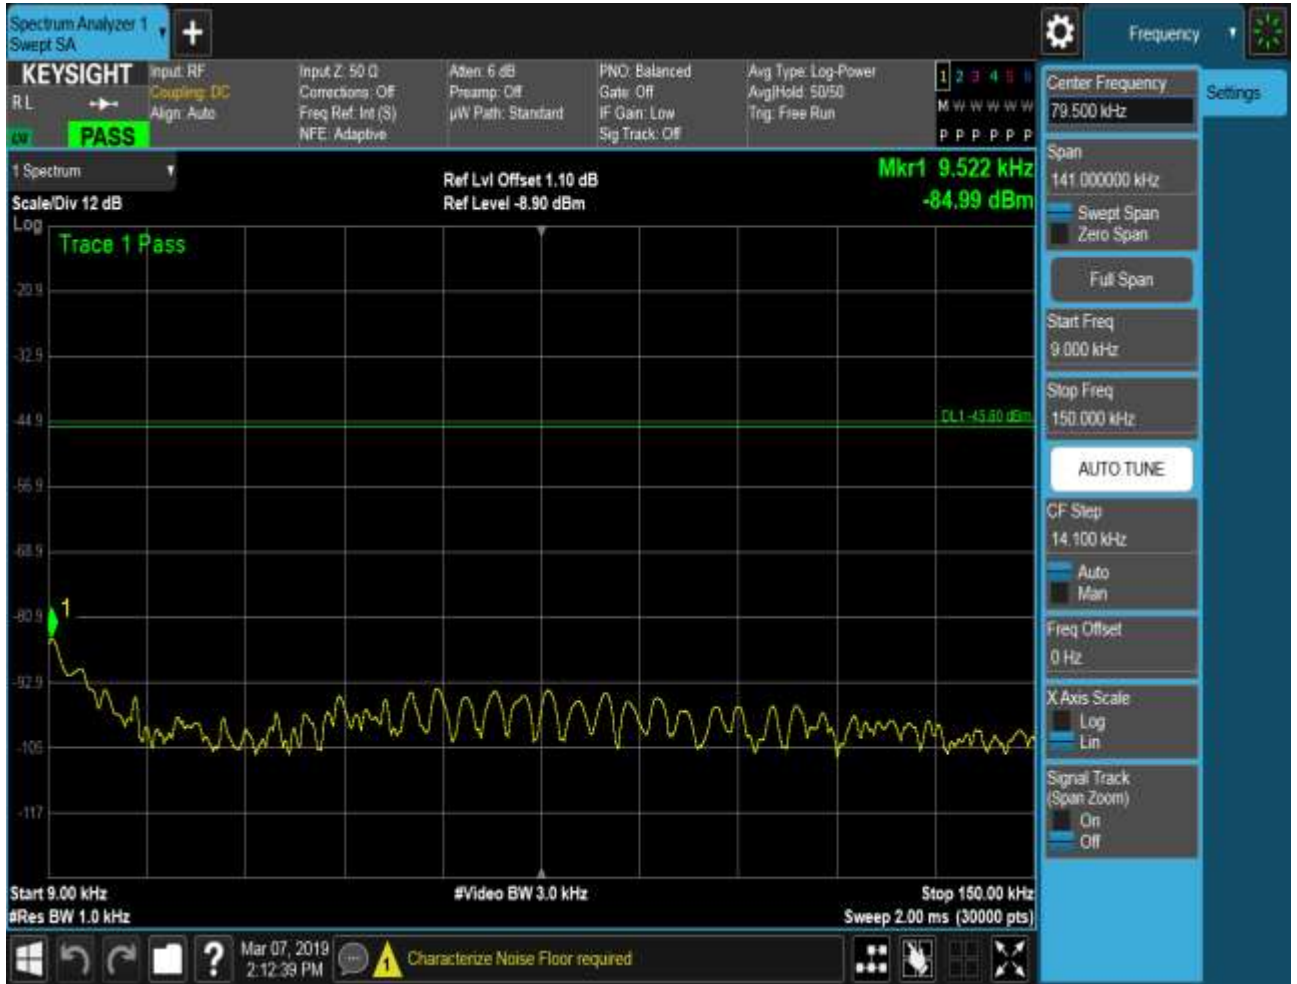 Spectrum Analyzer 1
Swept SA
Frequency
KEYSIGHT
R L
PASS
Input: RF
Coupling: DC
Align: Auto
Input Z: 50 Ω
Corrections: Off
Freq Ref: Int (S)
NFE: Adaptive
Atten: 6 dB
Preamp: Off
µW Path: Standard
PNO: Balanced
Gate: Off
IF Gain: Low
Sig Track: Off
Avg Type: Log-Power
Avg|Hold: 50/50
Trig: Free Run
1 2 3 4 5 6
M W W W W W
P P P P P P
1 Spectrum
Scale/Div 12 dB
Log
Ref Lvl Offset 1.10 dB
Ref Level -8.90 dBm
Mkr1 9.522 kHz
-84.99 dBm
Trace 1 Pass
-20.9
-32.9
-44.9
DL1 -45.60 dBm
-56.9
-68.9
-80.9
1
-92.9
-105
-117
Start 9.00 kHz
#Res BW 1.0 kHz
#Video BW 3.0 kHz
Stop 150.00 kHz
Sweep 2.00 ms (30000 pts)
Center Frequency
79.500 kHz
Settings
Span
141.000000 kHz
Swept Span
Zero Span
Full Span
Start Freq
9.000 kHz
Stop Freq
150.000 kHz
AUTO TUNE
CF Step
14.100 kHz
Auto
Man
Freq Offset
0 Hz
X Axis Scale
Log
Lin
Signal Track
(Span Zoom)
On
Off
?
Mar 07, 2019
2:12:39 PM
1
Characterize Noise Floor required